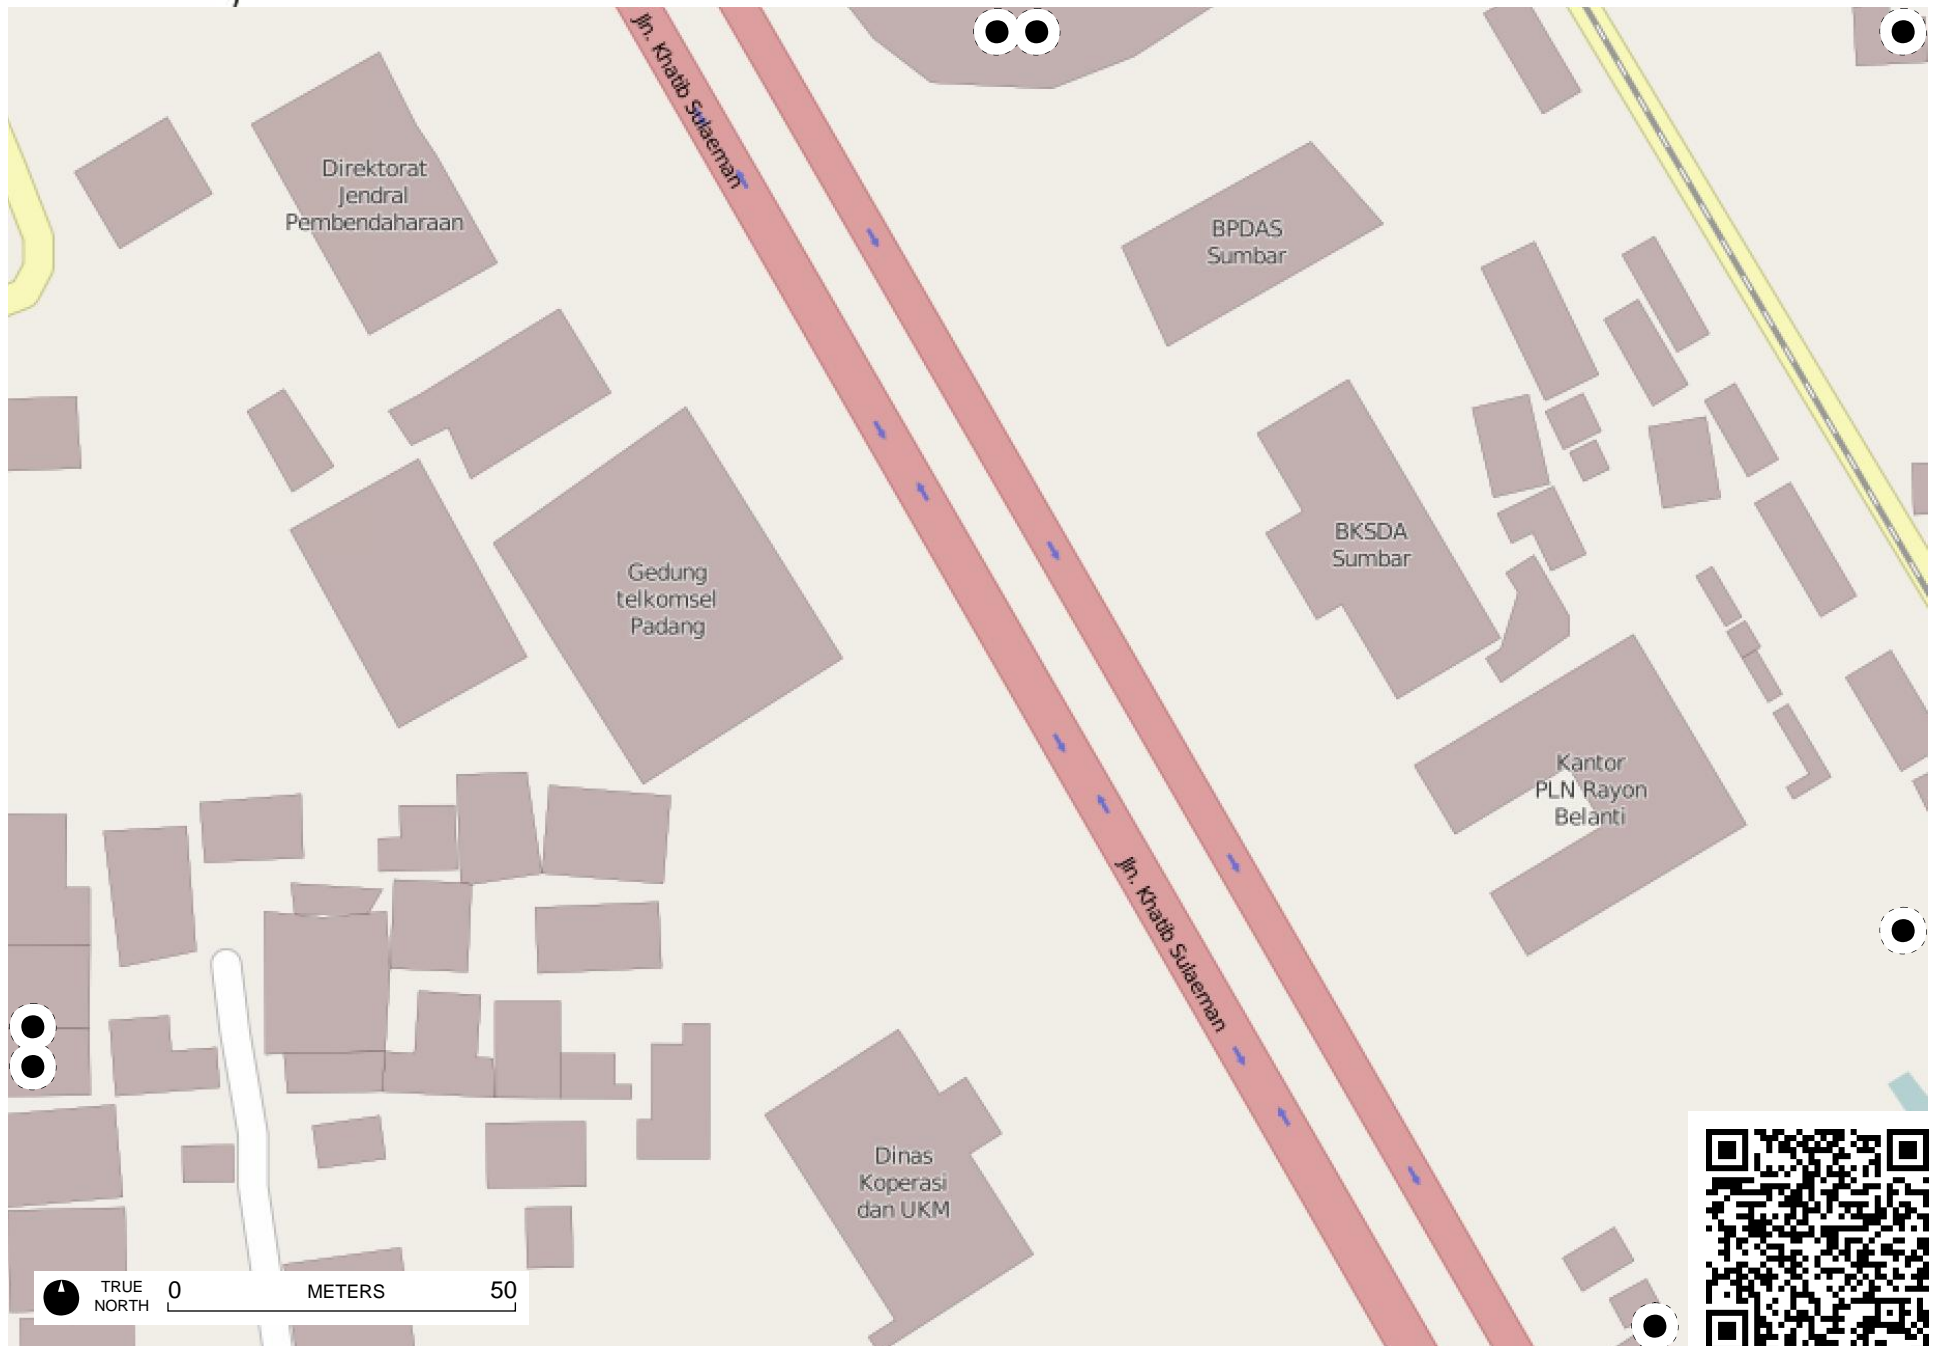 Jln. Khatib Sulaeman
Direktorat
Jendral
Pembendaharaan
BPDAS
Sumbar
BKSDA
Sumbar
Gedung
telkomsel
Padang
Kantor
PLN Rayon
Belanti
Jln. Khatib Sulaeman
Dinas
Koperasi
dan UKM
TRUE
NORTH
0 METERS 50